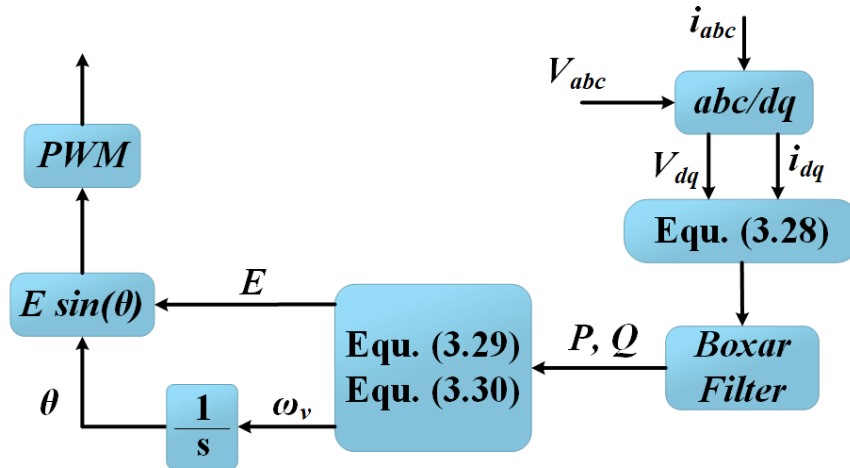 i_abc
V_abc
abc/dq
V_dq
i_dq
Equ. (3.28)
Boxar
Filter
P, Q
Equ. (3.29)
Equ. (3.30)
E
ω_v
1
s
θ
E sin(θ)
PWM